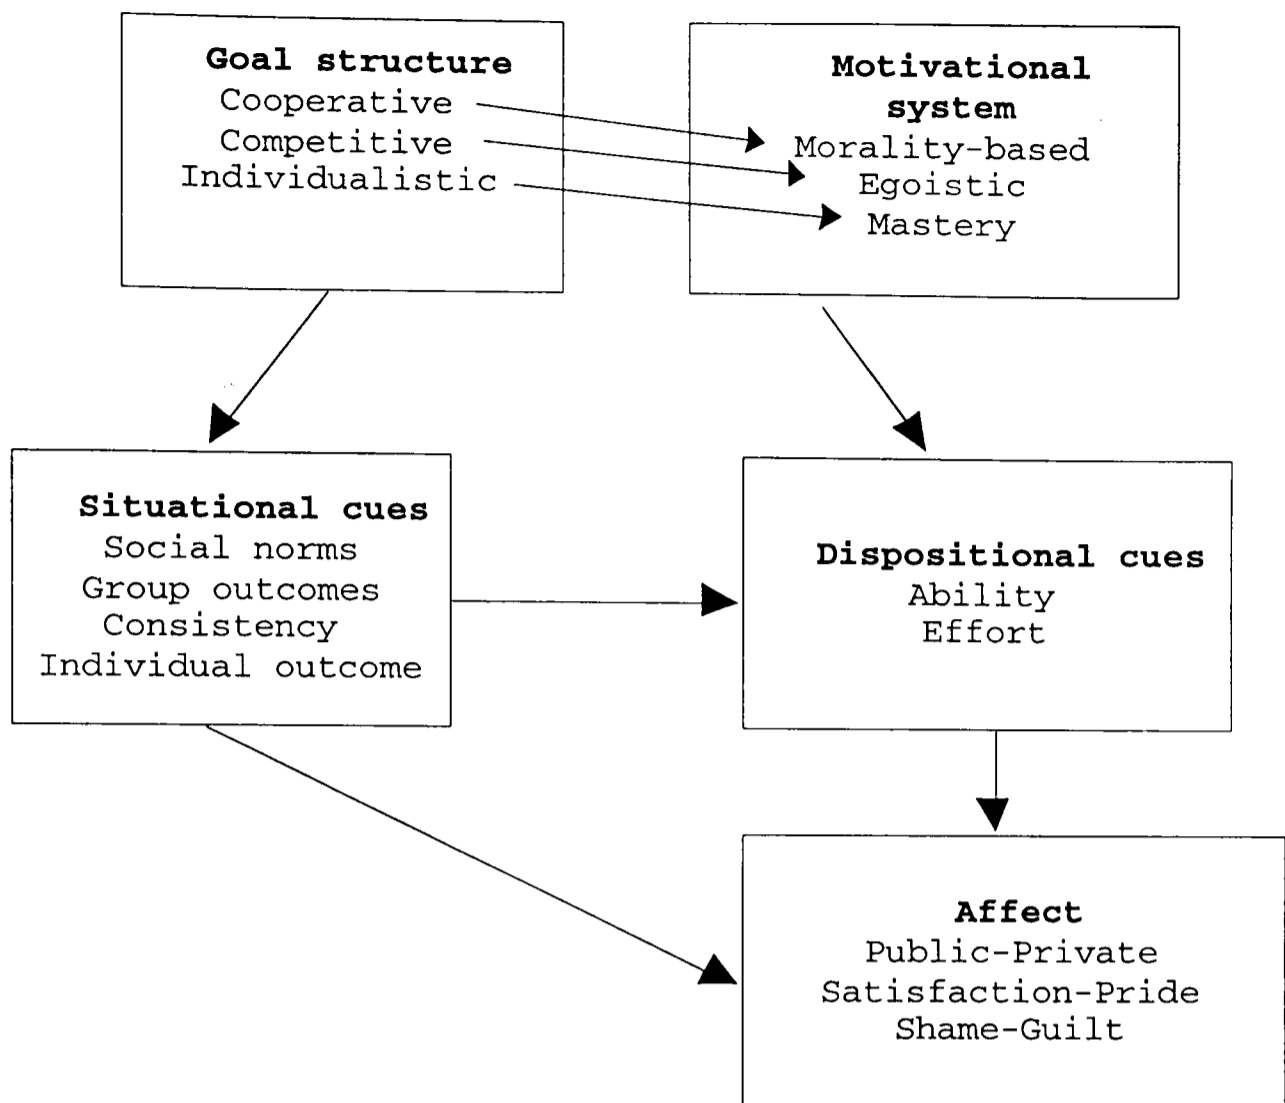 Goal structure
Cooperative
Competitive
Individualistic
Motivational
system
Morality-based
Egoistic
Mastery
Situational cues
Social norms
Group outcomes
Consistency
Individual outcome
Dispositional cues
Ability
Effort
Affect
Public-Private
Satisfaction-Pride
Shame-Guilt